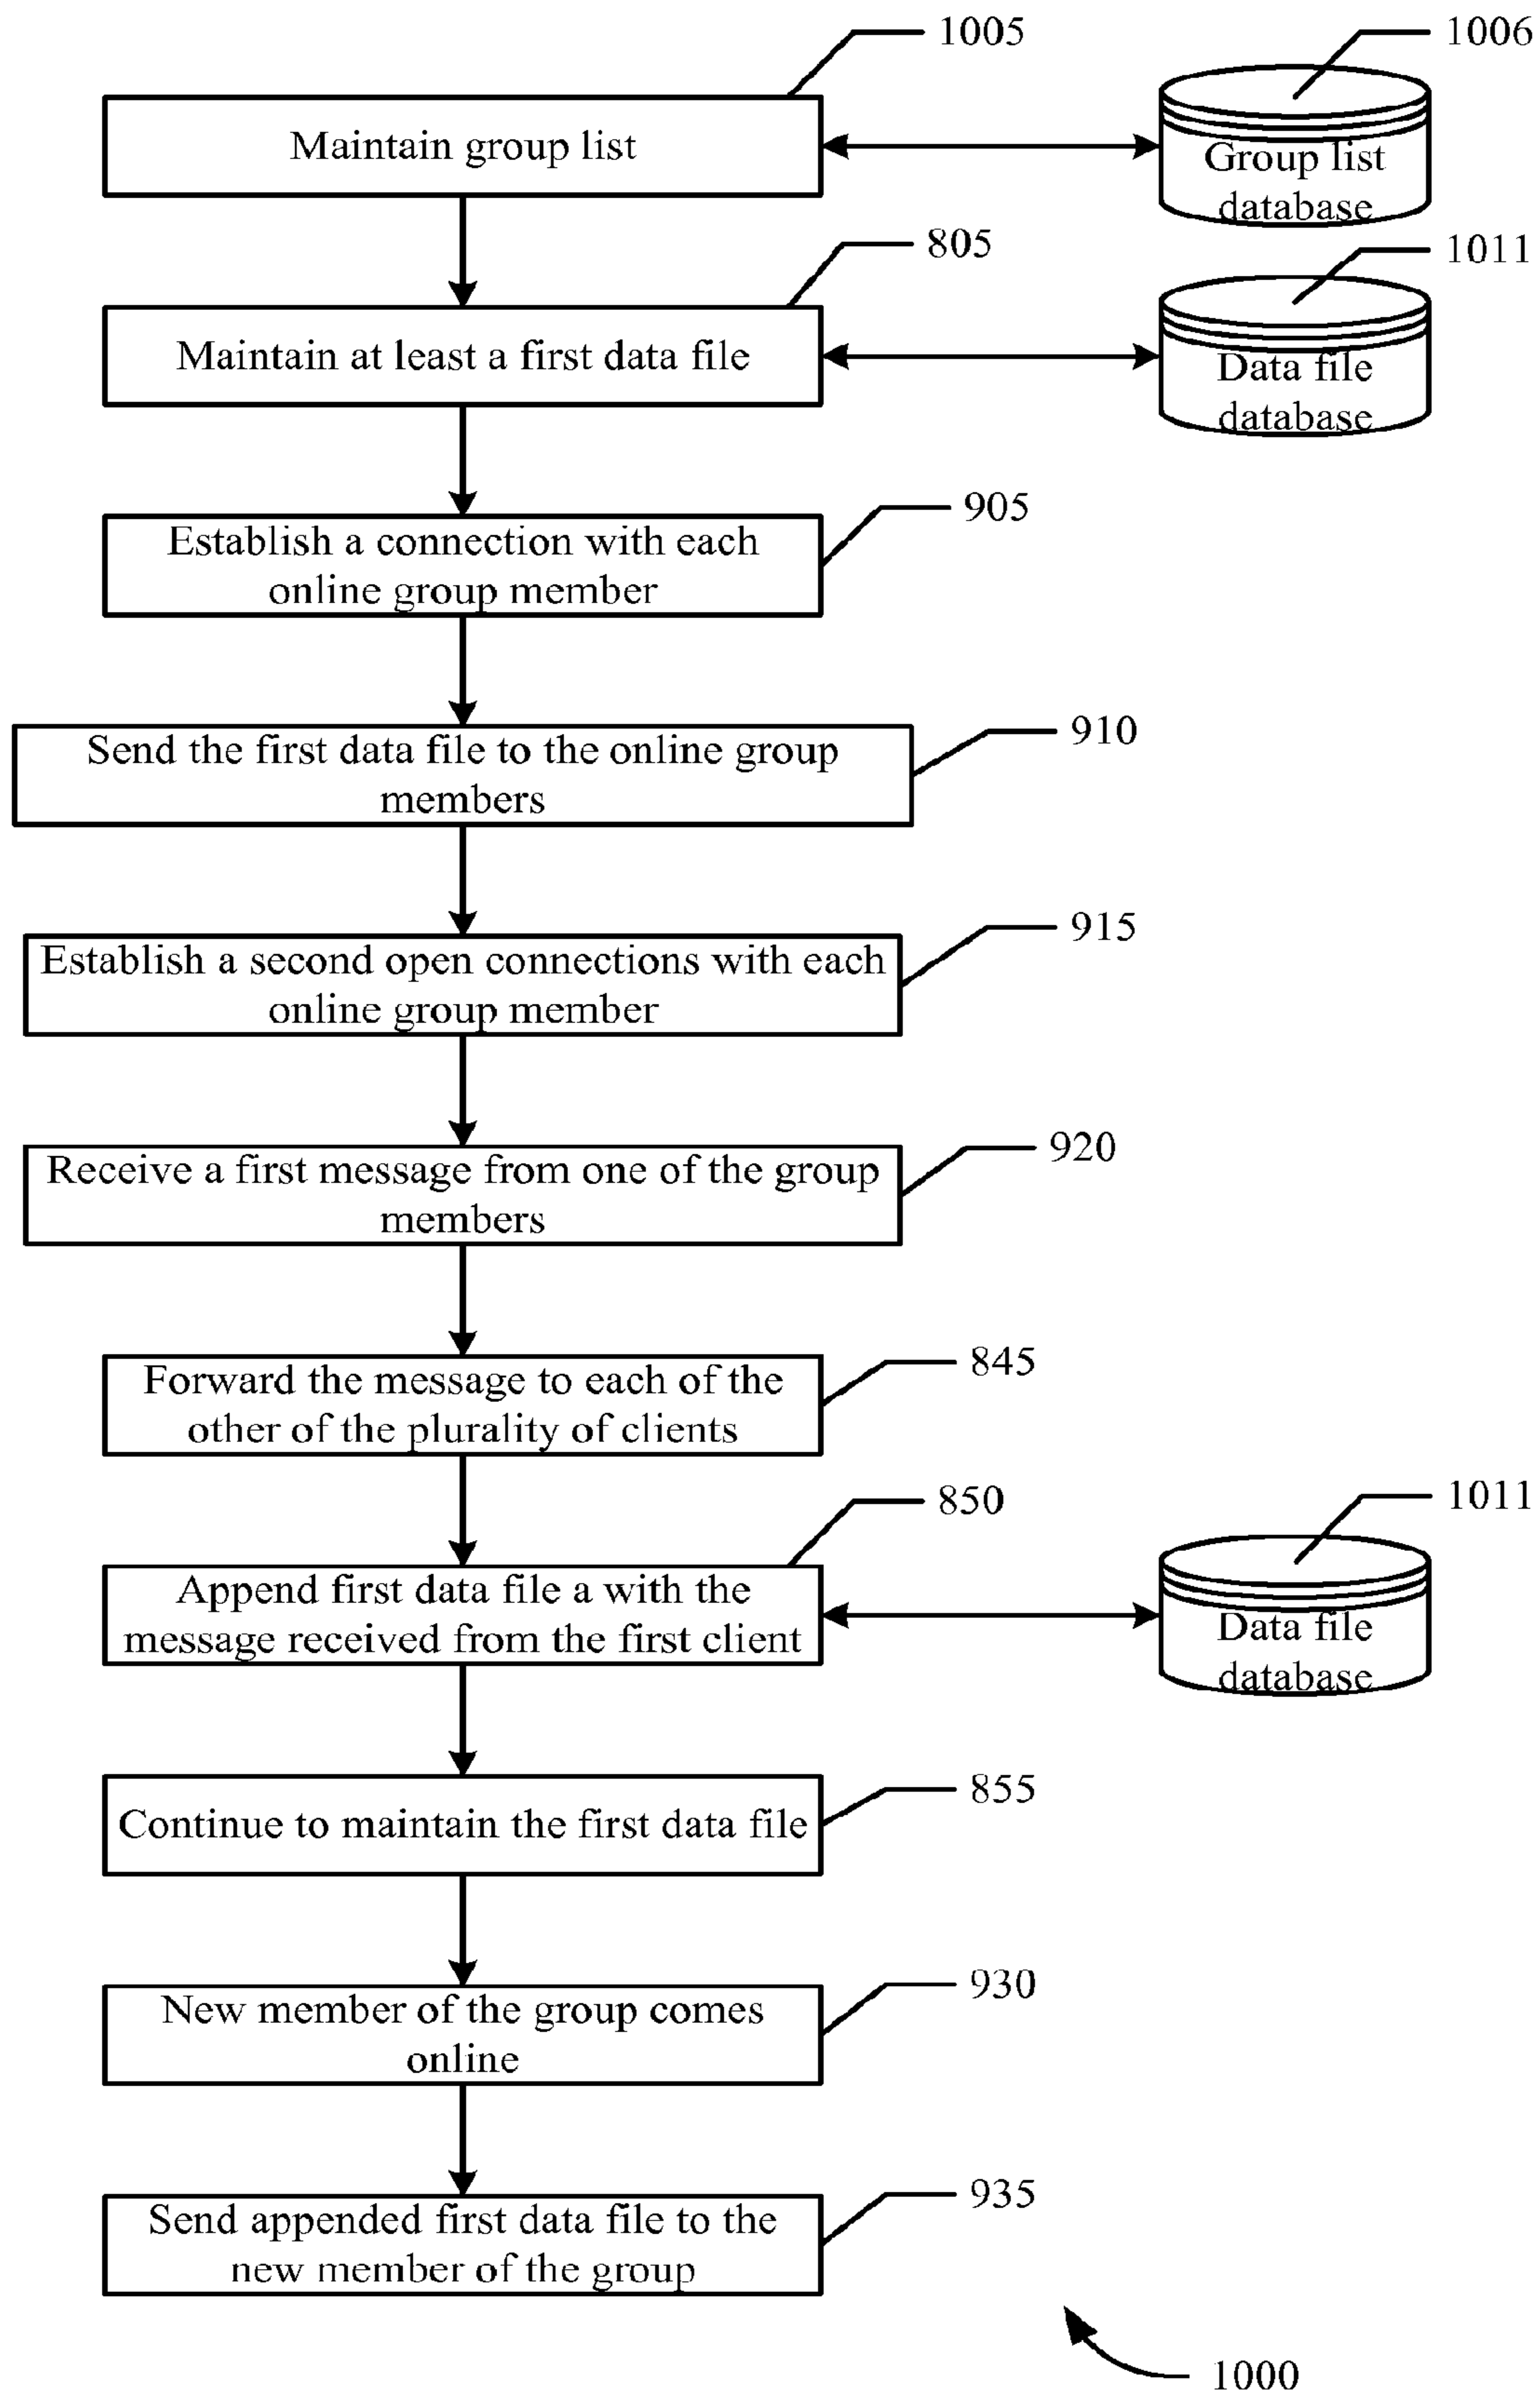 1005
1006
Maintain group list
Group list
database
805
1011
Maintain at least a first data file
Data file
database
905
Establish a connection with each
online group member
910
Send the first data file to the online group
members
915
Establish a second open connections with each
online group member
920
Receive a first message from one of the group
members
845
Forward the message to each of the
other of the plurality of clients
850
1011
Append first data file a with the
message received from the first client
Data file
database
855
Continue to maintain the first data file
930
New member of the group comes
online
935
Send appended first data file to the
new member of the group
1000